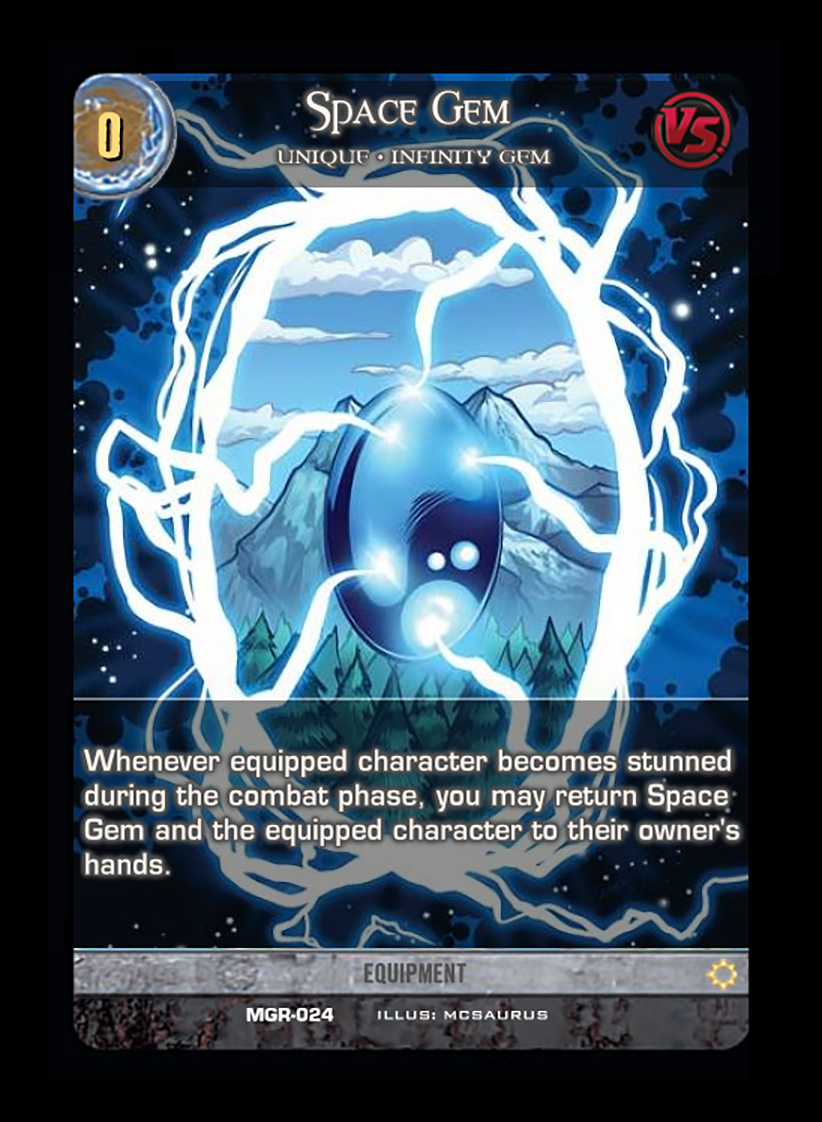 0
Space Gem
VS.
Unique • Infinity Gem
Whenever equipped character becomes stunned
during the combat phase, you may return Space
Gem and the equipped character to their owner's
hands.
EQUIPMENT
MGR-024 ILLUS: MCSAURUS